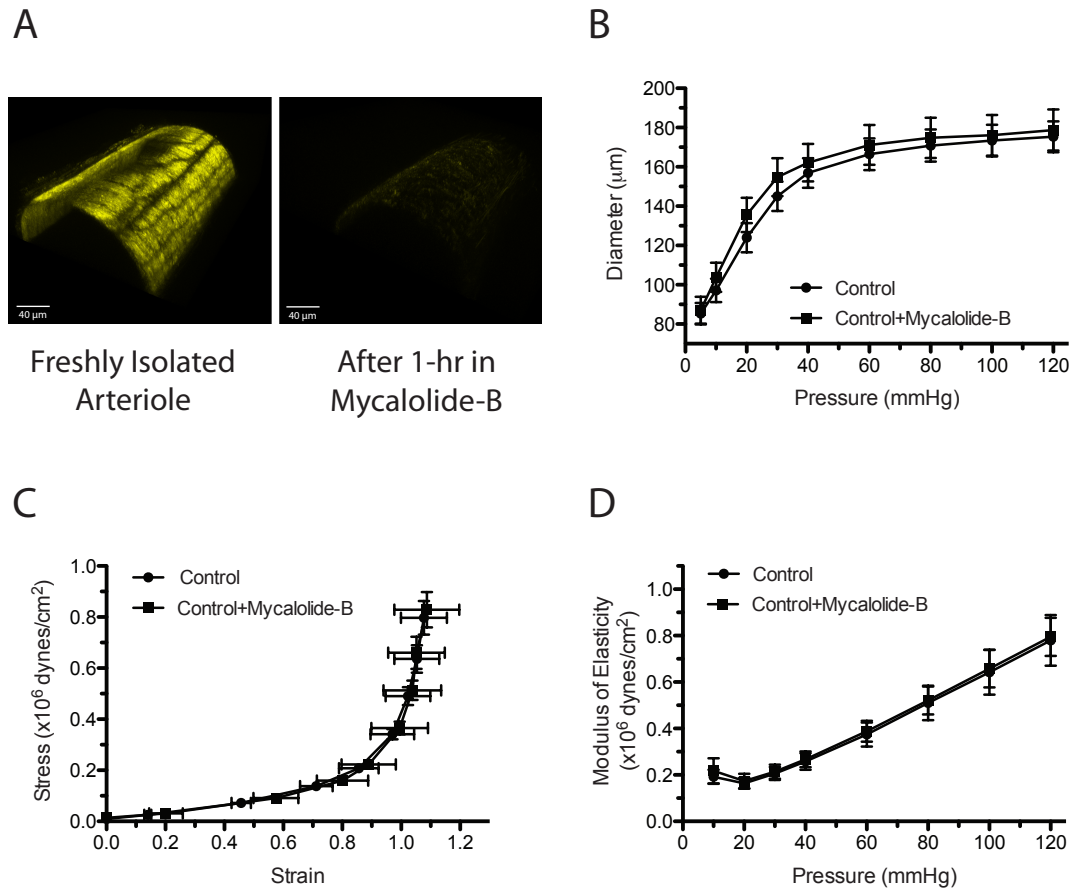 A
40 μm
40 μm
Freshly Isolated
Arteriole
After 1-hr in
Mycalolide-B
B
200
180
160
140
120
100
80
Diameter (μm)
Control
Control+Mycalolide-B
0 20 40 60 80 100 120
Pressure (mmHg)
C
1.0
0.8
0.6
0.4
0.2
0.0
Stress (x10⁶ dynes/cm²)
Control
Control+Mycalolide-B
0.0 0.2 0.4 0.6 0.8 1.0 1.2
Strain
D
1.0
0.8
0.6
0.4
0.2
0.0
Modulus of Elasticity
(x10⁶ dynes/cm²)
Control
Control+Mycalolide-B
0 20 40 60 80 100 120
Pressure (mmHg)